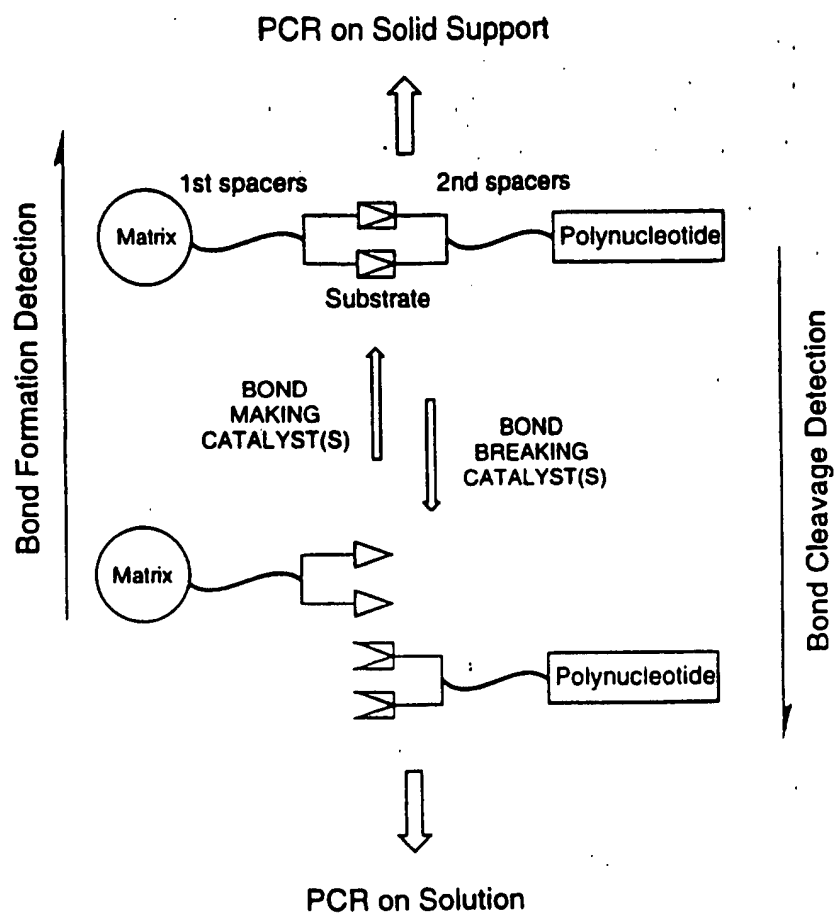 PCR on Solid Support
1st spacers
2nd spacers
Matrix
Polynucleotide
Substrate
Bond Formation Detection
BOND
MAKING
CATALYST(S)
BOND
BREAKING
CATALYST(S)
Bond Cleavage Detection
Matrix
Polynucleotide
PCR on Solution